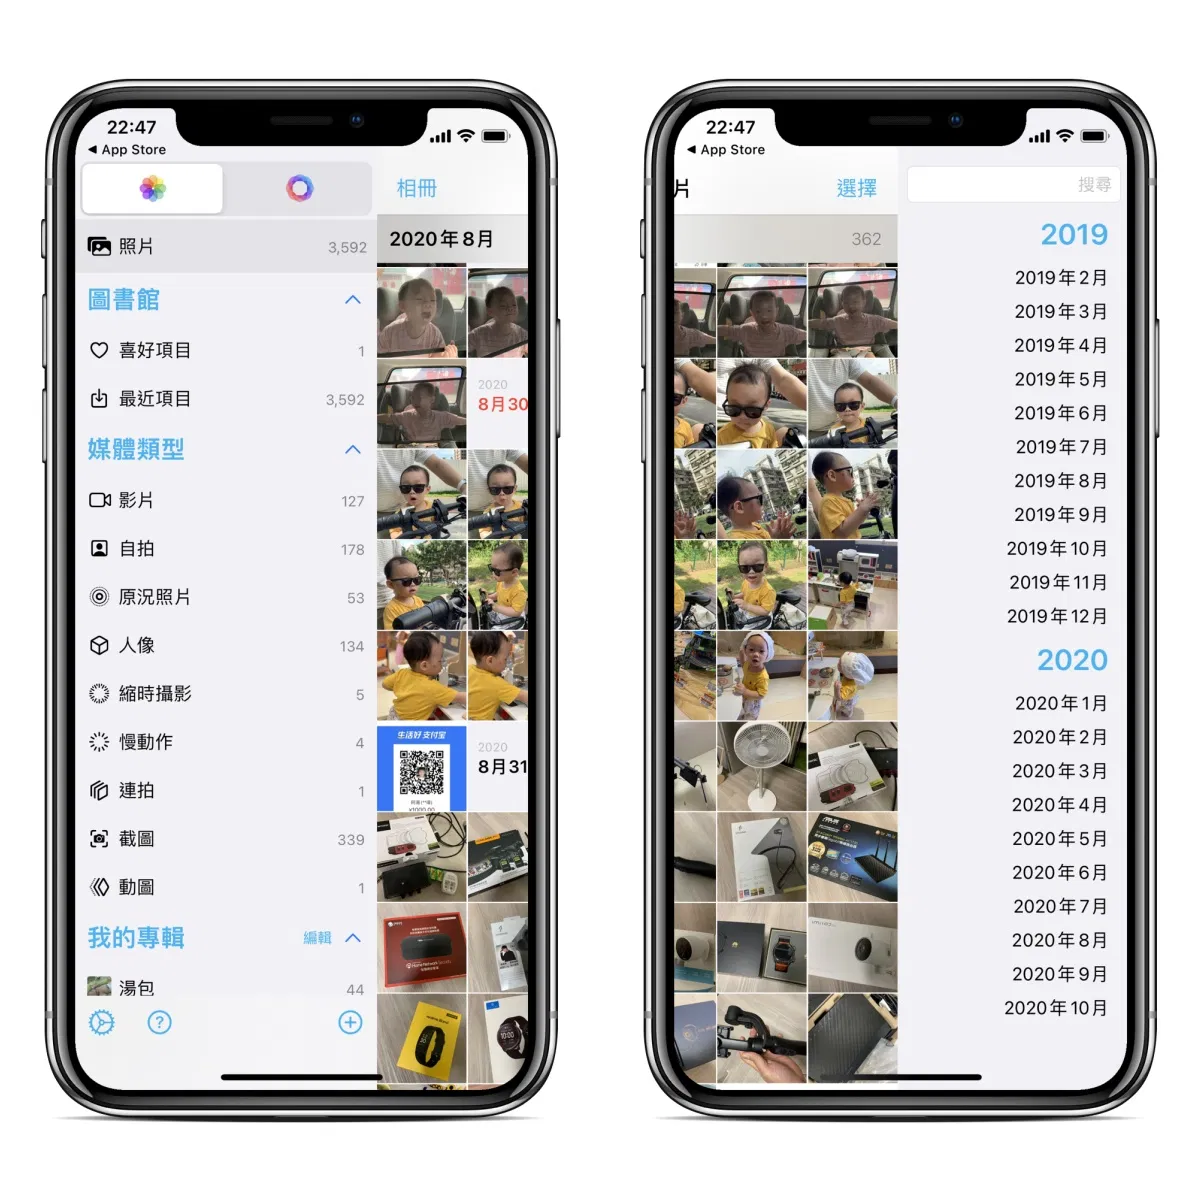 22:47
◀ App Store
相冊
照片 3,592
2020年8月
圖書館
喜好項目 1
最近項目 3,592
2020
8月30
媒體類型
影片 127
自拍 178
原況照片 53
人像 134
縮時攝影 5
慢動作 4
生活好 支付宝
2020
8月31
連拍 1
截圖 339
動圖 1
我的專輯 編輯
湯包 44
22:47
◀ App Store
片 選擇
362
搜尋
2019
2019年2月
2019年3月
2019年4月
2019年5月
2019年6月
2019年7月
2019年8月
2019年9月
2019年10月
2019年11月
2019年12月
2020
2020年1月
2020年2月
2020年3月
2020年4月
2020年5月
2020年6月
2020年7月
2020年8月
2020年9月
2020年10月